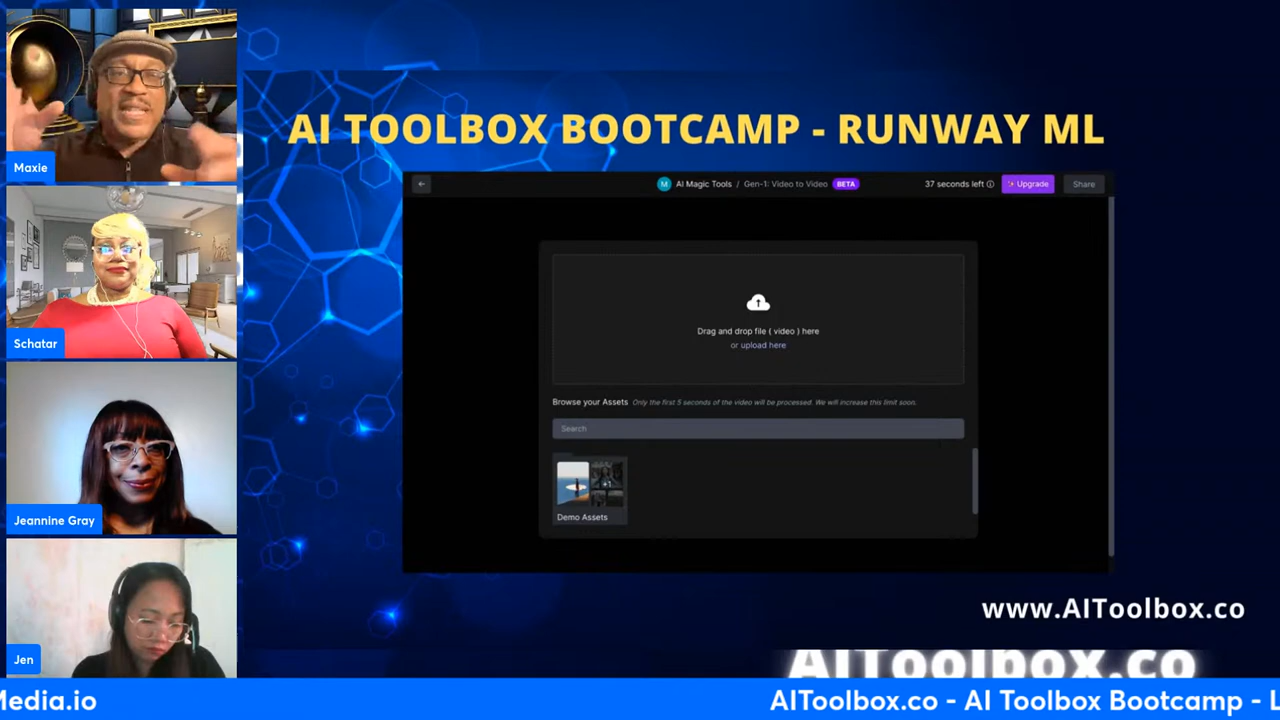 Maxie
Schatar
Jeannine Gray
Jen
AI TOOLBOX BOOTCAMP - RUNWAY ML
M AI Magic Tools / Gen-1: Video to Video BETA
37 seconds left
Upgrade
Share
Drag and drop file ( video ) here
or upload here
Browse your Assets Only the first 5 seconds of the video will be processed. We will increase this limit soon.
Search
+1
Demo Assets
www.AIToolbox.co
AIToolbox.co
Media.io
AIToolbox.co - AI Toolbox Bootcamp - L